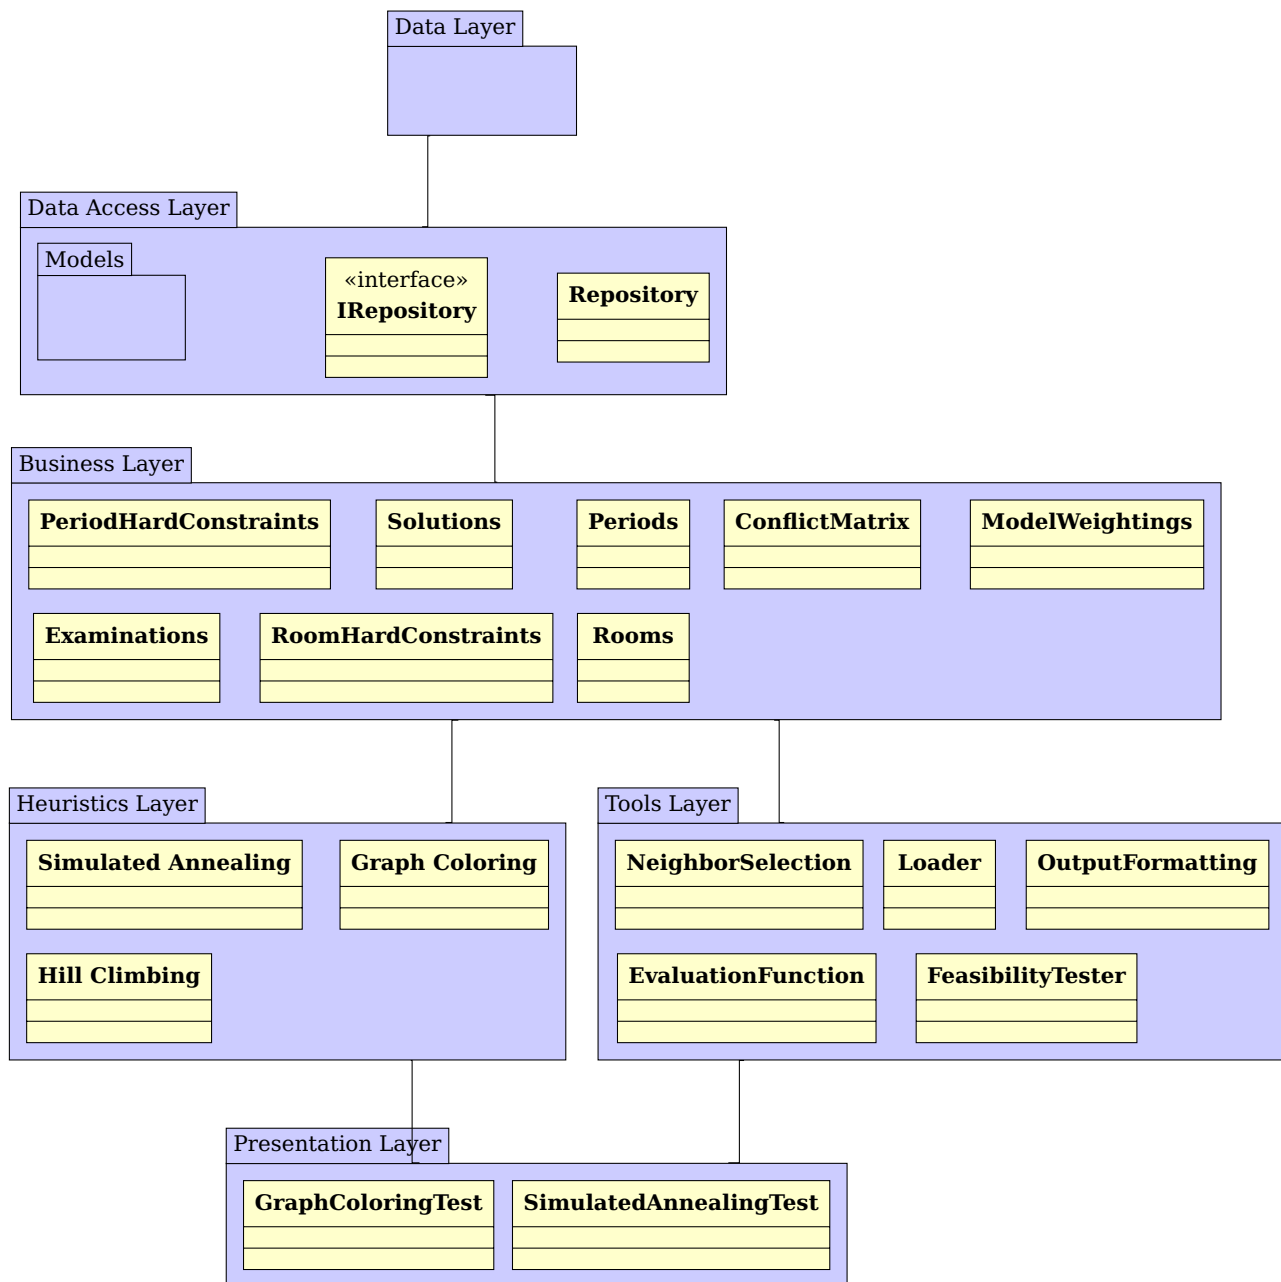 Data Layer
Data Access Layer
Models
«interface»
IRepository
Repository
Business Layer
PeriodHardConstraints
Solutions
Periods
ConflictMatrix
ModelWeightings
Examinations
RoomHardConstraints
Rooms
Heuristics Layer
Simulated Annealing
Graph Coloring
Hill Climbing
Tools Layer
NeighborSelection
Loader
OutputFormatting
EvaluationFunction
FeasibilityTester
Presentation Layer
GraphColoringTest
SimulatedAnnealingTest